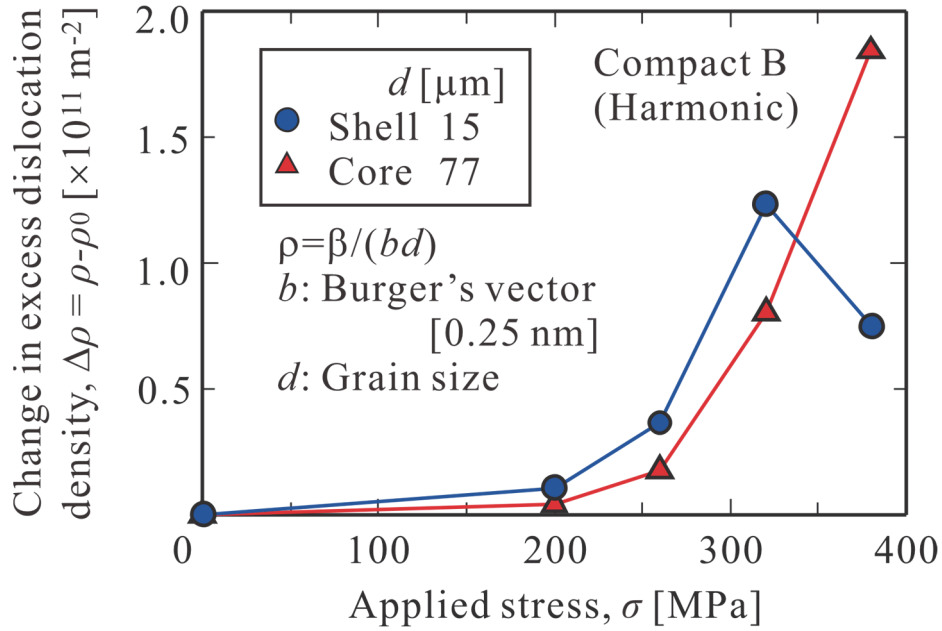 Change in excess dislocation
density, Δρ = ρ-ρ0 [×10¹¹ m⁻²]
2.0
1.5
1.0
0.5
d [μm]
Shell 15
Core 77
Compact B
(Harmonic)
ρ=β/(bd)
b: Burger's vector
[0.25 nm]
d: Grain size
0 100 200 300 400
Applied stress, σ [MPa]